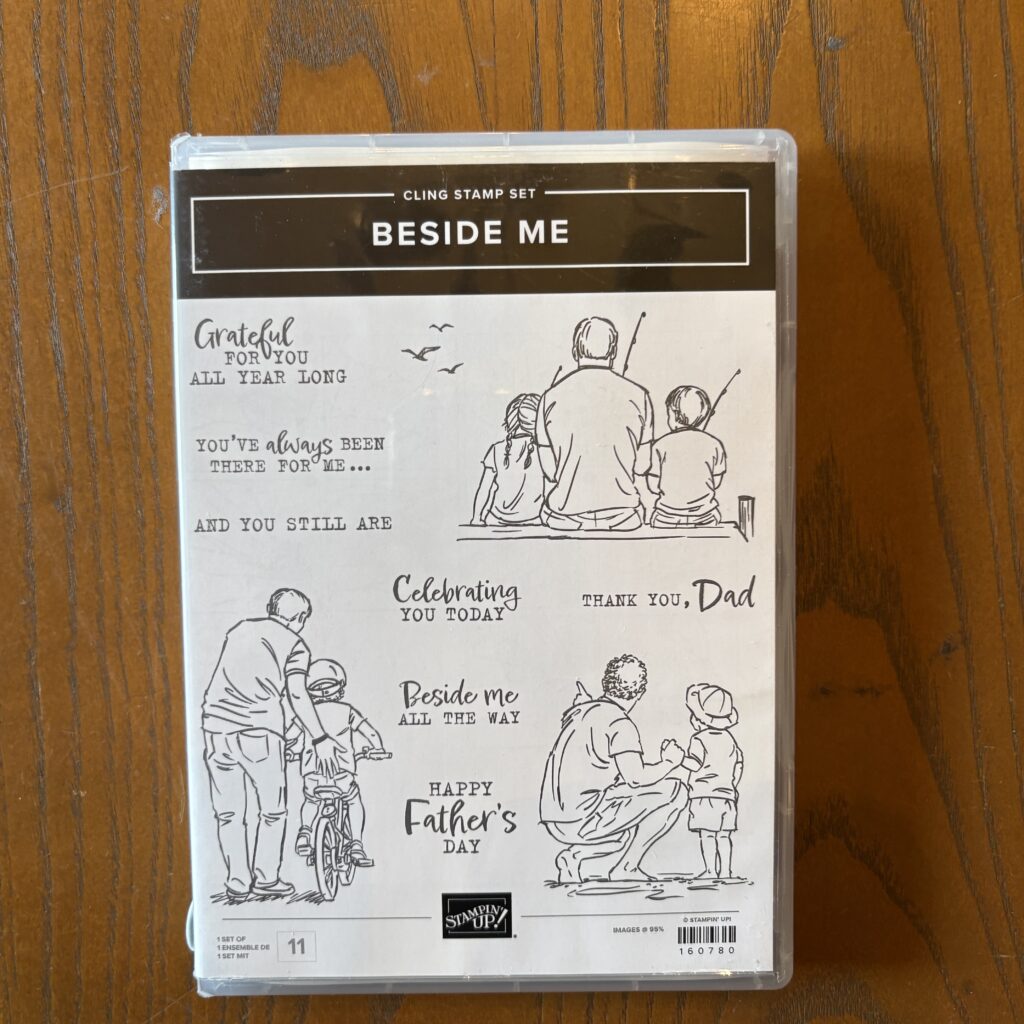 CLING STAMP SET
BESIDE ME
Grateful
FOR YOU
ALL YEAR LONG
YOU'VE always BEEN
THERE FOR ME...
AND YOU STILL ARE
Celebrating
YOU TODAY
THANK YOU, Dad
Beside me
ALL THE WAY
HAPPY
Father's
DAY
STAMPIN' UP!
1 SET OF
1 ENSEMBLE DE
1 SET MIT
11
IMAGES @ 95%
© STAMPIN' UP!
160780